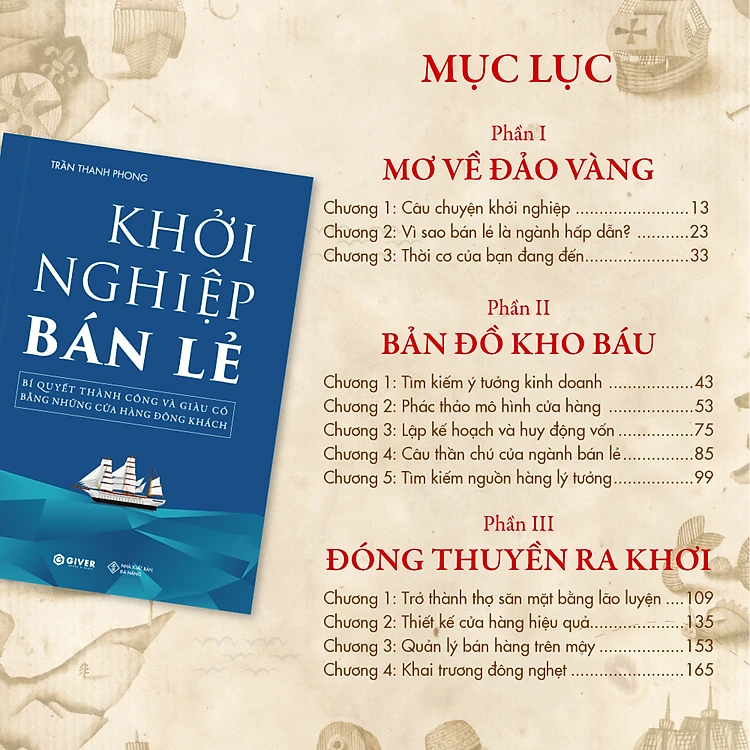 TRẦN THANH PHONG
KHỞI
NGHIỆP
BÁN LẺ
BÍ QUYẾT THÀNH CÔNG VÀ GIÀU CÓ
BẰNG NHỮNG CỬA HÀNG ĐÔNG KHÁCH
GIVER
NHÀ XUẤT BẢN
ĐÀ NẴNG
MỤC LỤC
Phần I
MƠ VỀ ĐẢO VÀNG
Chương 1: Câu chuyện khởi nghiệp .......................13
Chương 2: Vì sao bán lẻ là ngành hấp dẫn? ...........23
Chương 3: Thời cơ của bạn đang đến.....................33
Phần II
BẢN ĐỒ KHO BÁU
Chương 1: Tìm kiếm ý tưởng kinh doanh ..................43
Chương 2: Phác thảo mô hình cửa hàng ..................53
Chương 3: Lập kế hoạch và huy động vốn................75
Chương 4: Câu thần chú của ngành bán lẻ...............85
Chương 5: Tìm kiếm nguồn hàng lý tưởng.................99
Phần III
ĐÓNG THUYỀN RA KHƠI
Chương 1: Trở thành thợ săn mặt bằng lão luyện ....109
Chương 2: Thiết kế cửa hàng hiệu quả...................135
Chương 3: Quản lý bán hàng trên mây ..................153
Chương 4: Khai trương đông nghẹt .......................165